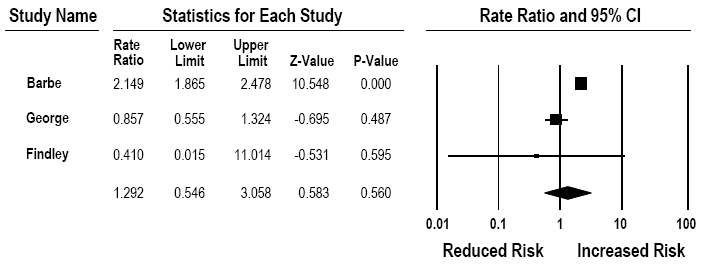 Study Name Statistics for Each Study Rate Ratio and 95% CI
Rate Ratio Lower Limit Upper Limit Z-Value P-Value
Barbe 2.149 1.865 2.478 10.548 0.000
George 0.857 0.555 1.324 -0.695 0.487
Findley 0.410 0.015 11.014 -0.531 0.595
1.292 0.546 3.058 0.583 0.560
0.01 0.1 1 10 100
Reduced Risk Increased Risk